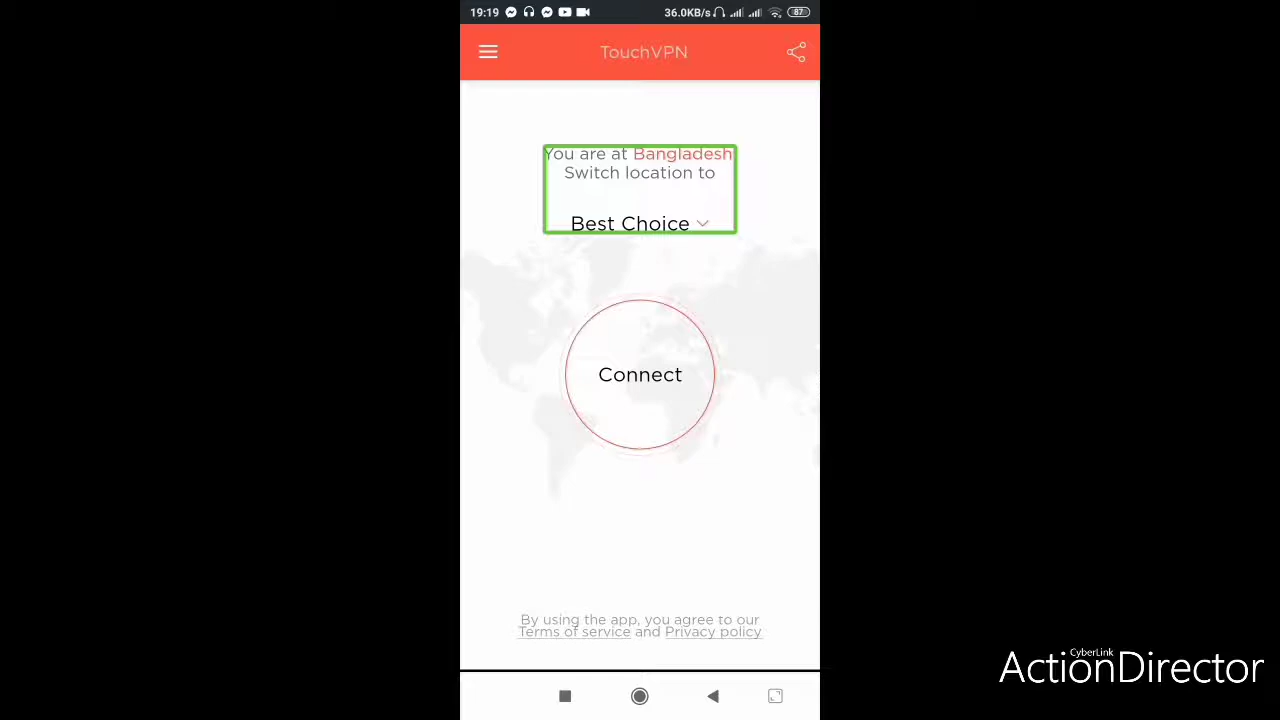 19:19 36.0KB/s 87
TouchVPN
You are at Bangladesh
Switch location to
Best Choice
Connect
By using the app, you agree to our
Terms of service and Privacy policy
CyberLink
ActionDirector